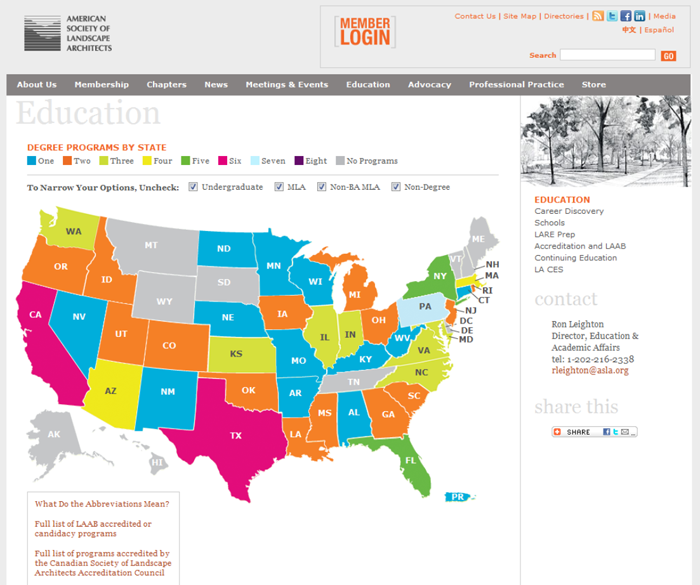 AMERICAN
SOCIETY OF
LANDSCAPE
ARCHITECTS
MEMBER
LOGIN
Contact Us | Site Map | Directories | | Media
中文 | Español
Search GO
About Us Membership Chapters News Meetings & Events Education Advocacy Professional Practice Store
Education
DEGREE PROGRAMS BY STATE
One Two Three Four Five Six Seven Eight No Programs
To Narrow Your Options, Uncheck: Undergraduate MLA Non-BA MLA Non-Degree
WA
MT
ND
MN
ME
VT
NH
OR
ID
SD
WI
NY
MA
WY
MI
RI
CT
CA
NV
NE
IA
PA
NJ
UT
CO
IL
IN
OH
DC
DE
MD
KS
MO
WV
VA
KY
NC
AZ
NM
OK
AR
TN
SC
TX
MS
AL
GA
LA
AK
HI
FL
PR
What Do the Abbreviations Mean?
Full list of LAAB accredited or
candidacy programs
Full list of programs accredited by
the Canadian Society of Landscape
Architects Accreditation Council
EDUCATION
Career Discovery
Schools
LARE Prep
Accreditation and LAAB
Continuing Education
LA CES
contact
Ron Leighton
Director, Education &
Academic Affairs
tel: 1-202-216-2338
rleighton@asla.org
share this
SHARE